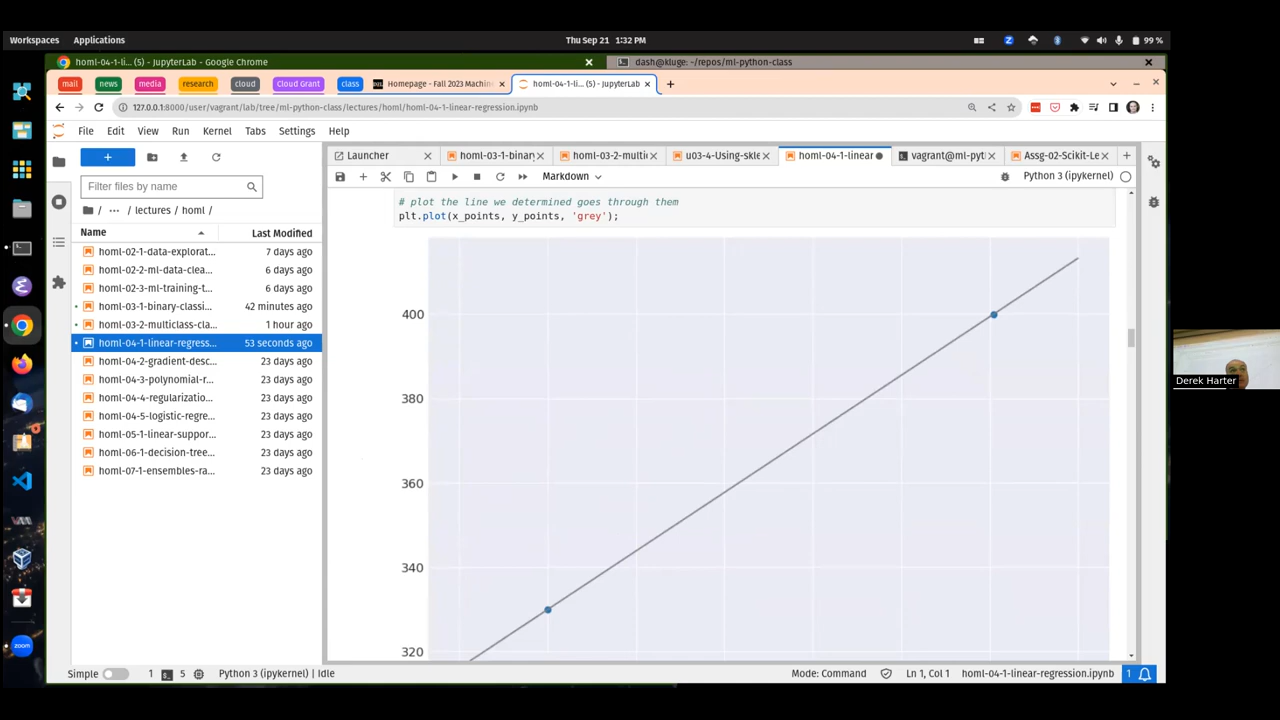 Workspaces Applications Thu Sep 21 1:32 PM 99 %
homl-04-1-li... (5) - JupyterLab - Google Chrome dash@kluge: ~/repos/ml-python-class
mail news media research cloud Cloud Grant class Homepage - Fall 2023 Machin homl-04-1-li... (5) - JupyterLab
127.0.0.1:8000/user/vagrant/lab/tree/ml-python-class/lectures/homl/homl-04-1-linear-regression.ipynb
File Edit View Run Kernel Tabs Settings Help
Launcher homl-03-1-binary homl-03-2-multic u03-4-Using-skle homl-04-1-linear vagrant@ml-pyt Assg-02-Scikit-Le
Markdown Python 3 (ipykernel)
Filter files by name
/ ... / lectures / homl /
Name Last Modified
homl-02-1-data-explorat... 7 days ago
homl-02-2-ml-data-clea... 6 days ago
homl-02-3-ml-training-t... 6 days ago
homl-03-1-binary-classi... 42 minutes ago
homl-03-2-multiclass-cla... 1 hour ago
homl-04-1-linear-regress... 53 seconds ago
homl-04-2-gradient-desc... 23 days ago
homl-04-3-polynomial-r... 23 days ago
homl-04-4-regularizatio... 23 days ago
homl-04-5-logistic-regre... 23 days ago
homl-05-1-linear-suppor... 23 days ago
homl-06-1-decision-tree... 23 days ago
homl-07-1-ensembles-ra... 23 days ago
# plot the line we determined goes through them
plt.plot(x_points, y_points, 'grey');
400
380
360
340
320
Derek Harter
Simple 1 5 Python 3 (ipykernel) | Idle Mode: Command Ln 1, Col 1 homl-04-1-linear-regression.ipynb 1
zoom